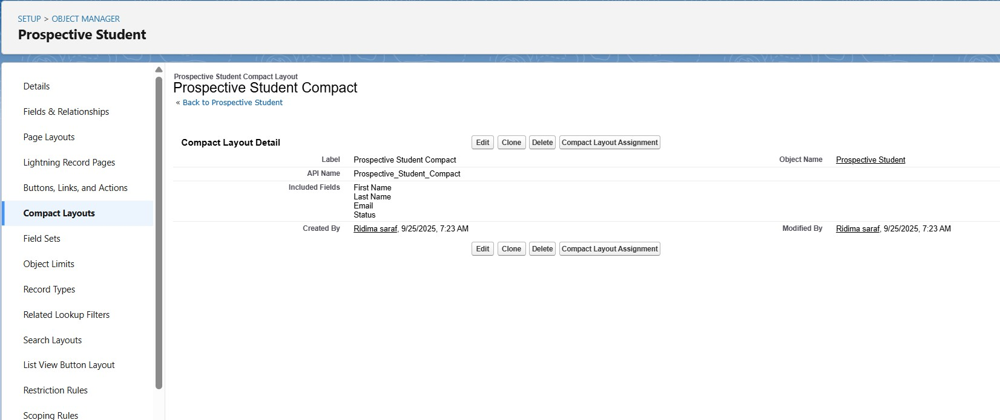 SETUP > OBJECT MANAGER
Prospective Student
Details
Fields & Relationships
Page Layouts
Lightning Record Pages
Buttons, Links, and Actions
Compact Layouts
Field Sets
Object Limits
Record Types
Related Lookup Filters
Search Layouts
List View Button Layout
Restriction Rules
Scoping Rules
Prospective Student Compact Layout
Prospective Student Compact
« Back to Prospective Student
Compact Layout Detail
Edit Clone Delete Compact Layout Assignment
Label Prospective Student Compact Object Name Prospective Student
API Name Prospective_Student_Compact
Included Fields First Name
Last Name
Email
Status
Created By Ridima saraf, 9/25/2025, 7:23 AM Modified By Ridima saraf, 9/25/2025, 7:23 AM
Edit Clone Delete Compact Layout Assignment